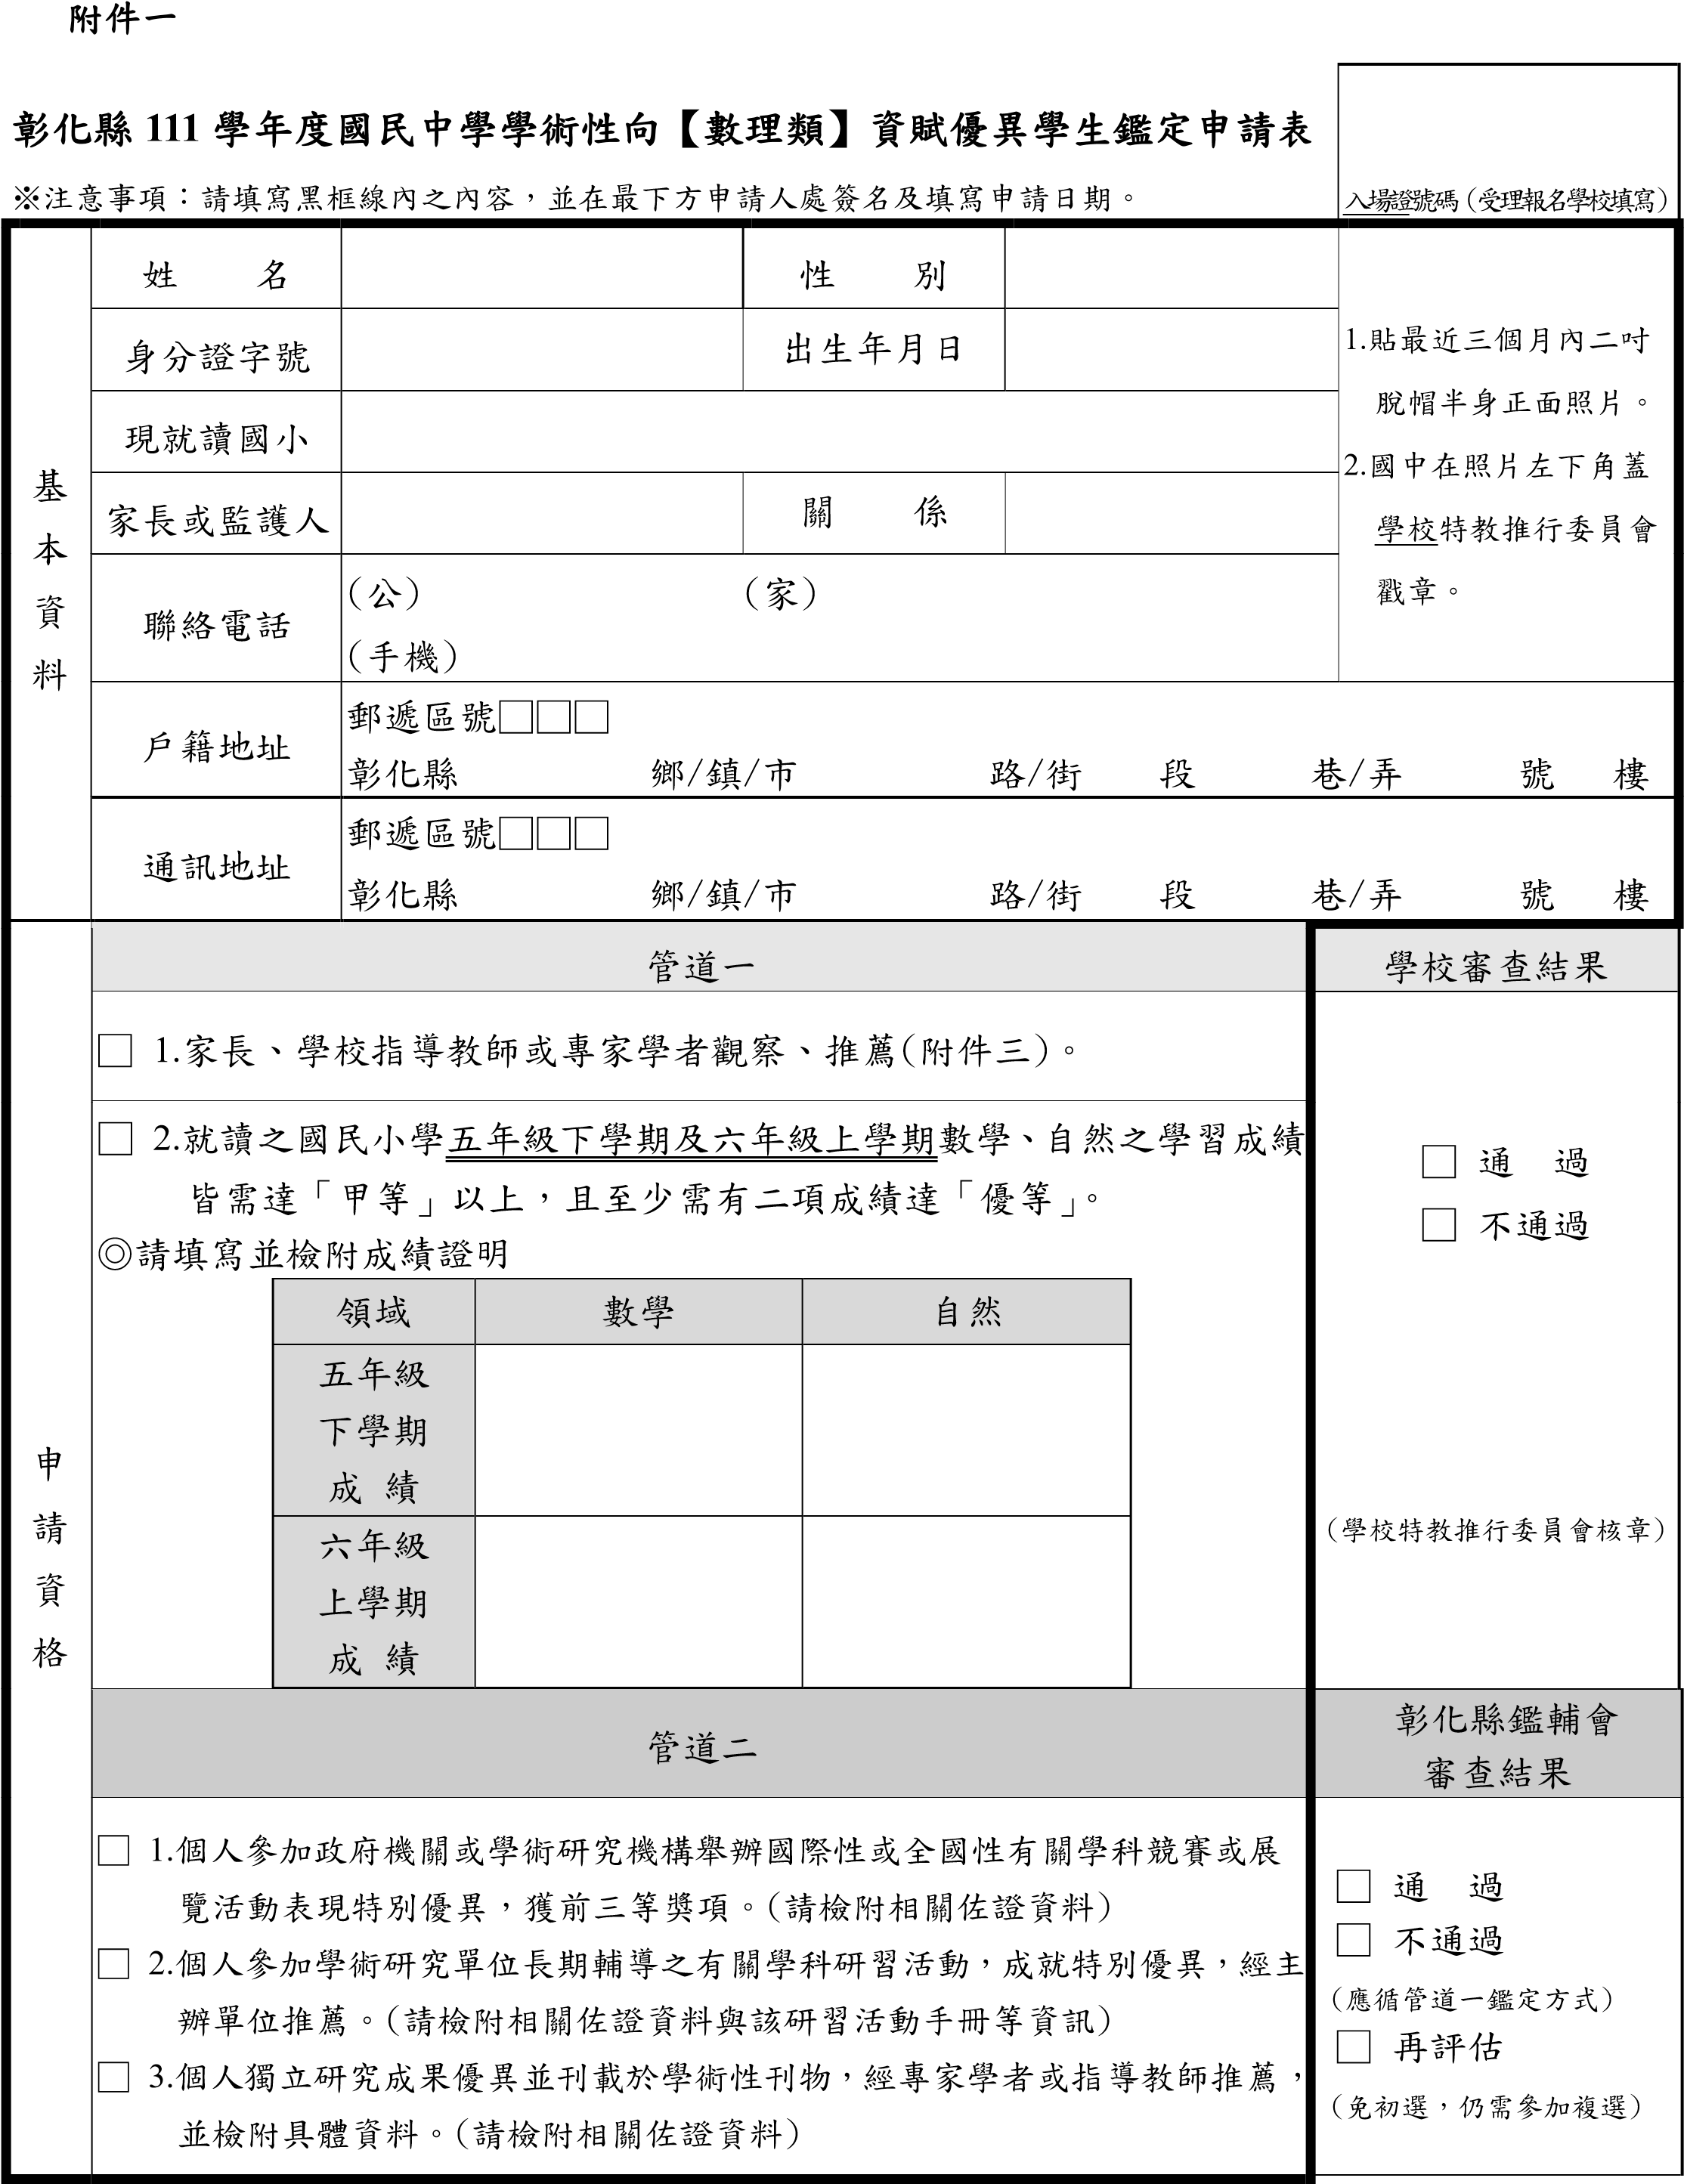 附件一
彰化縣 111 學年度國民中學學術性向【數理類】資賦優異學生鑑定申請表
※注意事項：請填寫黑框線內之內容，並在最下方申請人處簽名及填寫申請日期。
入場證號碼（受理報名學校填寫）
基本資料
姓　　名
性　　別
身分證字號
出生年月日
現就讀國小
家長或監護人
關　　係
聯絡電話
（公）　　　　　　　　（家）
（手機）
1.貼最近三個月內二吋
脫帽半身正面照片。
2.國中在照片左下角蓋
學校特教推行委員會
戳章。
戶籍地址
郵遞區號□□□
彰化縣　　　　　鄉/鎮/市　　　　　路/街　　段　　　巷/弄　　　號　　樓
通訊地址
郵遞區號□□□
彰化縣　　　　　鄉/鎮/市　　　　　路/街　　段　　　巷/弄　　　號　　樓
申請資格
管道一
學校審查結果
□ 1.家長、學校指導教師或專家學者觀察、推薦(附件三)。
□ 2.就讀之國民小學五年級下學期及六年級上學期數學、自然之學習成績
皆需達「甲等」以上，且至少需有二項成績達「優等」。
◎請填寫並檢附成績證明
領域　數學　自然
五年級
下學期
成 績
六年級
上學期
成 績
□ 通　過
□ 不通過
（學校特教推行委員會核章）
管道二
彰化縣鑑輔會
審查結果
□ 1.個人參加政府機關或學術研究機構舉辦國際性或全國性有關學科競賽或展
覽活動表現特別優異，獲前三等獎項。（請檢附相關佐證資料）
□ 2.個人參加學術研究單位長期輔導之有關學科研習活動，成就特別優異，經主
辦單位推薦。（請檢附相關佐證資料與該研習活動手冊等資訊）
□ 3.個人獨立研究成果優異並刊載於學術性刊物，經專家學者或指導教師推薦，
並檢附具體資料。（請檢附相關佐證資料）
□ 通　過
□ 不通過
（應循管道一鑑定方式）
□ 再評估
（免初選，仍需參加複選）